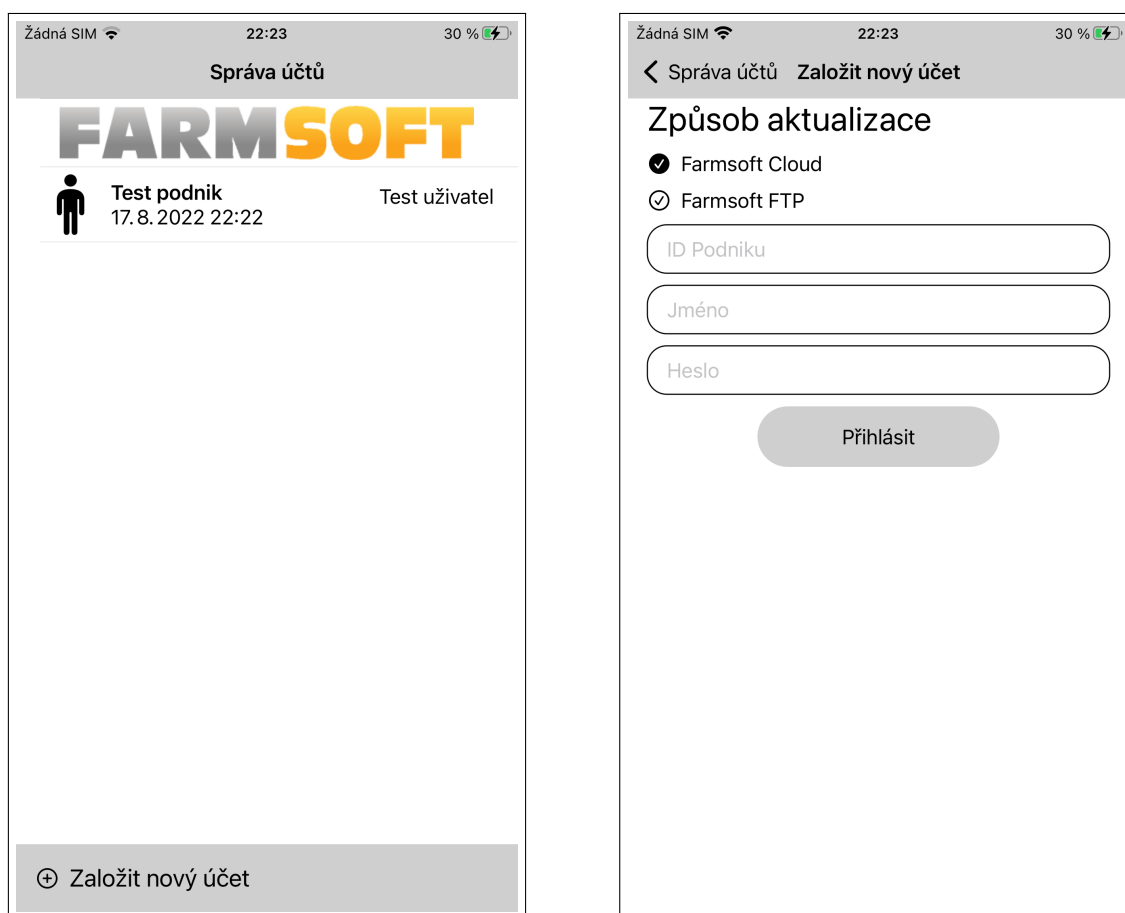 Žádná SIM 22:23 30 %
Správa účtů
FARMSOFT
Test podnik Test uživatel
17. 8. 2022 22:22
Založit nový účet
Žádná SIM 22:23 30 %
Správa účtů Založit nový účet
Způsob aktualizace
Farmsoft Cloud
Farmsoft FTP
ID Podniku
Jméno
Heslo
Přihlásit